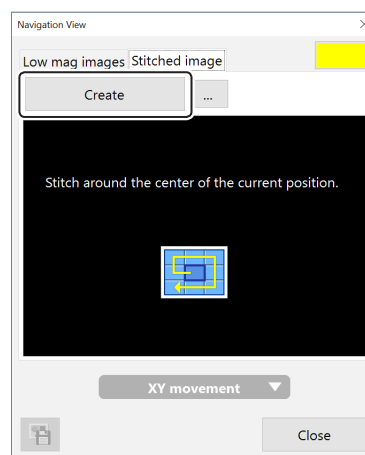 Navigation View
Low mag images Stitched image
Create ...
Stitch around the center of the current position.
XY movement
Close